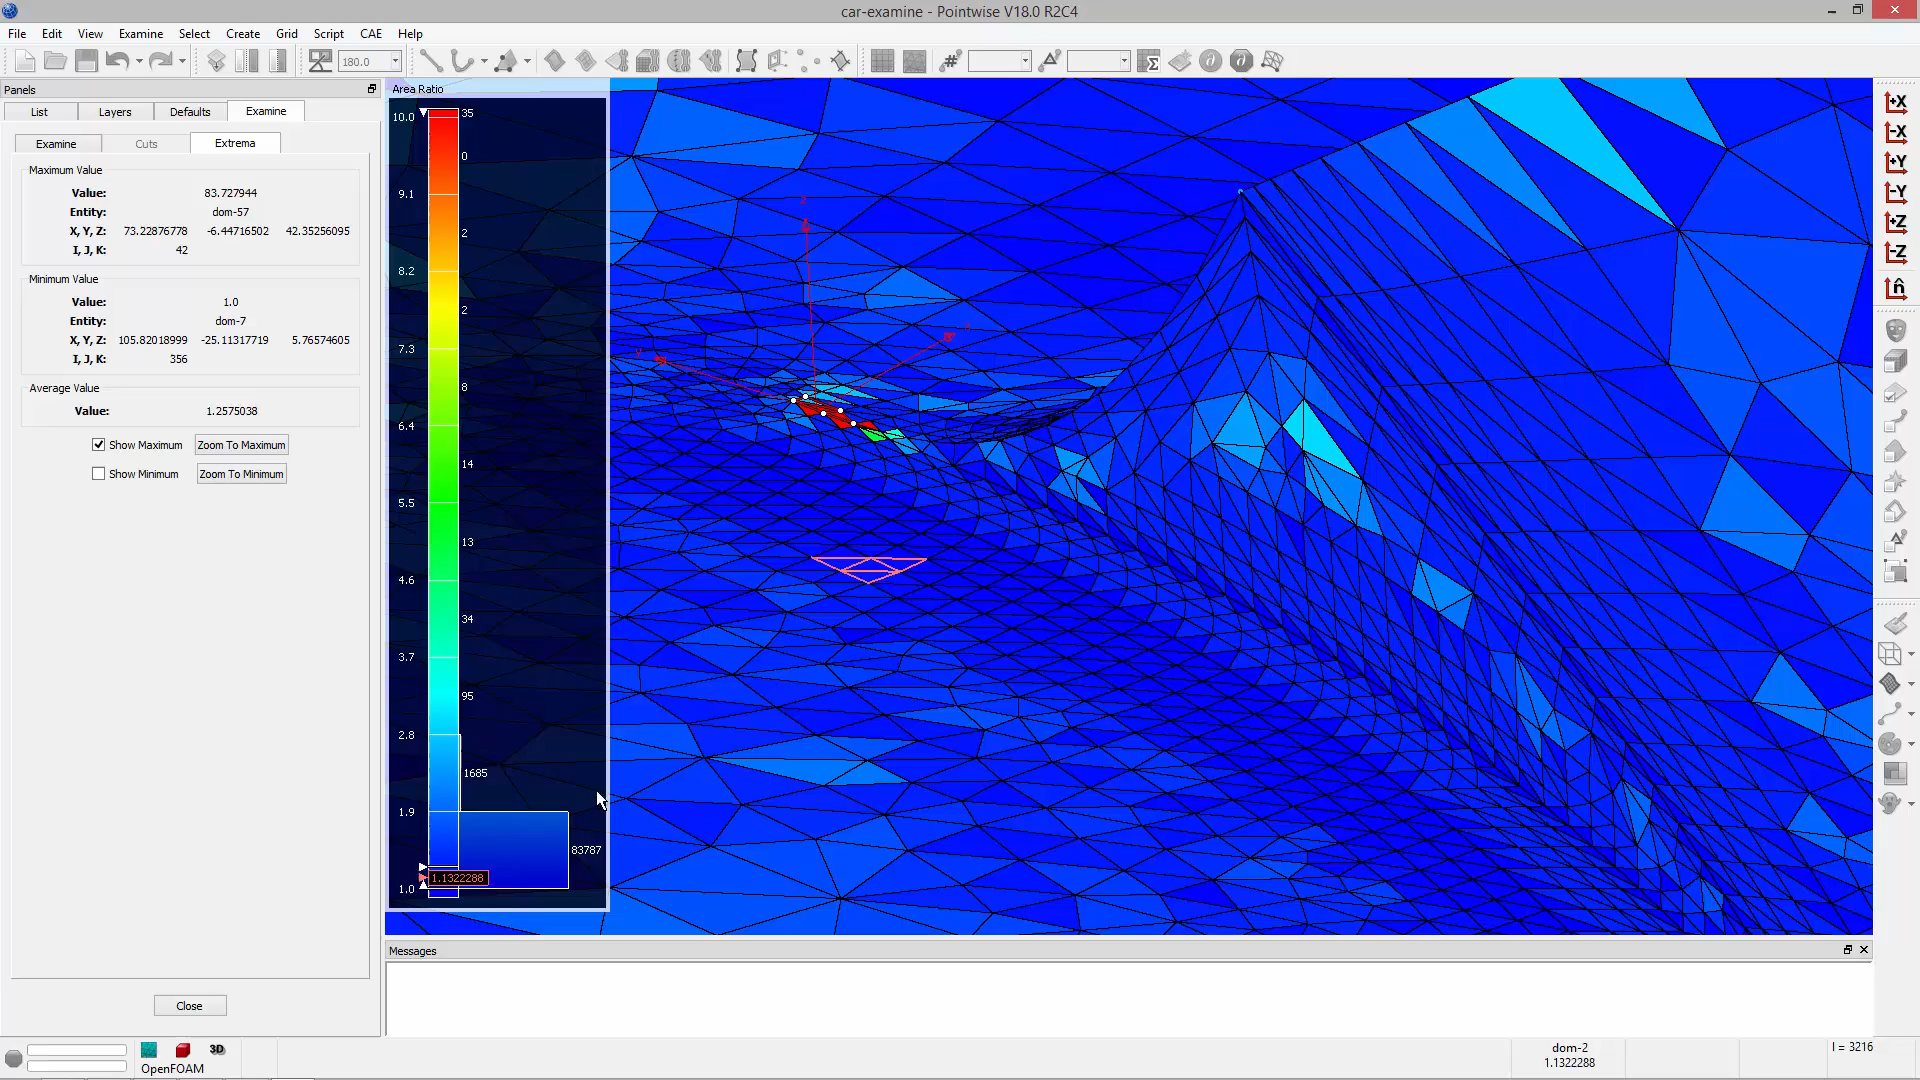 car-examine - Pointwise V18.0 R2C4
File Edit View Examine Select Create Grid Script CAE Help
180.0
Panels
List Layers Defaults Examine
Examine Cuts Extrema
Maximum Value
Value: 83.727944
Entity: dom-57
X, Y, Z: 73.22876778 -6.44716502 42.35256095
I, J, K: 42
Minimum Value
Value: 1.0
Entity: dom-7
X, Y, Z: 105.82018999 -25.11317719 5.76574605
I, J, K: 356
Average Value
Value: 1.2575038
Show Maximum Zoom To Maximum
Show Minimum Zoom To Minimum
Close
Area Ratio
10.0 35
0
9.1
2
8.2
2
7.3
8
6.4
14
5.5
13
4.6
34
3.7
95
2.8
1685
1.9
83787
1.1322288
1.0
+X
-X
+Y
-Y
+Z
-Z
n̂
Messages
3D
OpenFOAM
dom-2
1.1322288
I = 3216